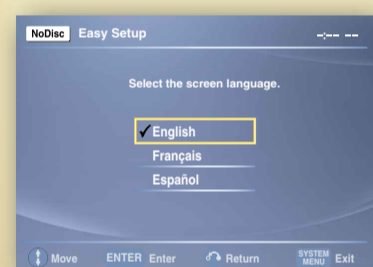 NoDisc Easy Setup -:-- --
Select the screen language.
✓ English
Français
Español
Move ENTER Enter Return SYSTEM MENU Exit